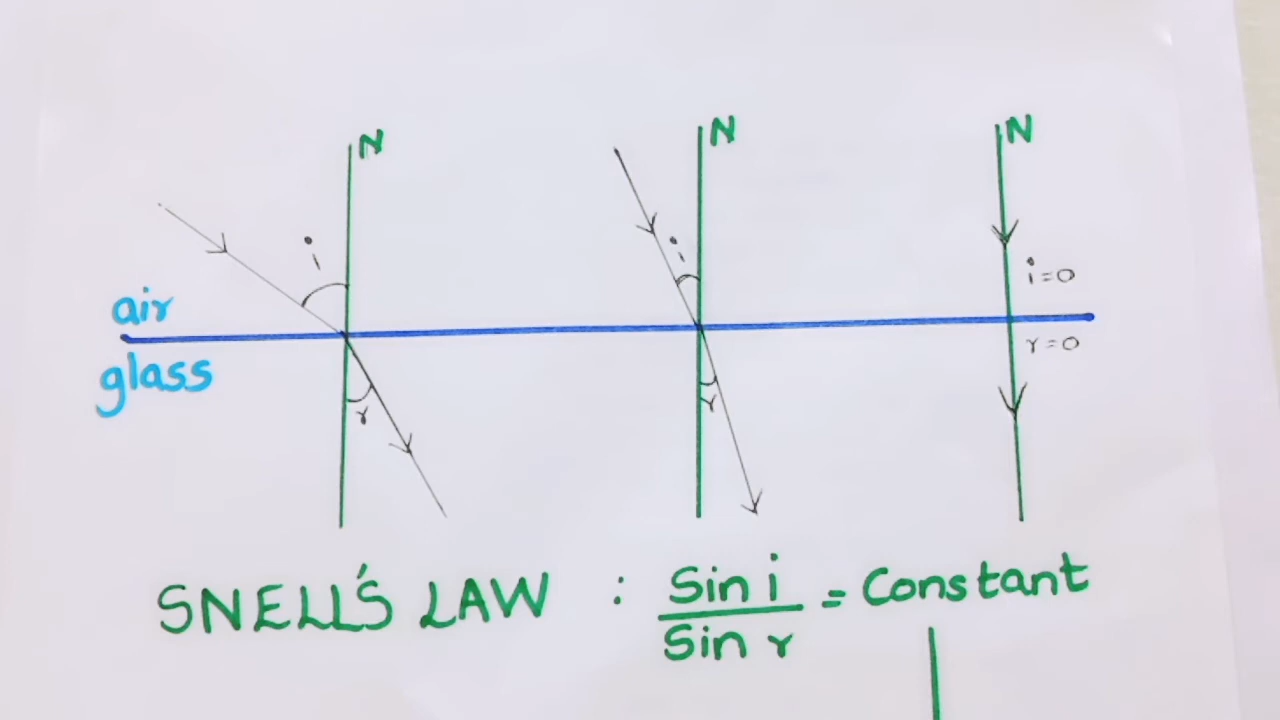 N N N
i i i=0
air
glass
r r r=0
SNELL'S LAW : Sin i
Sin r = Constant